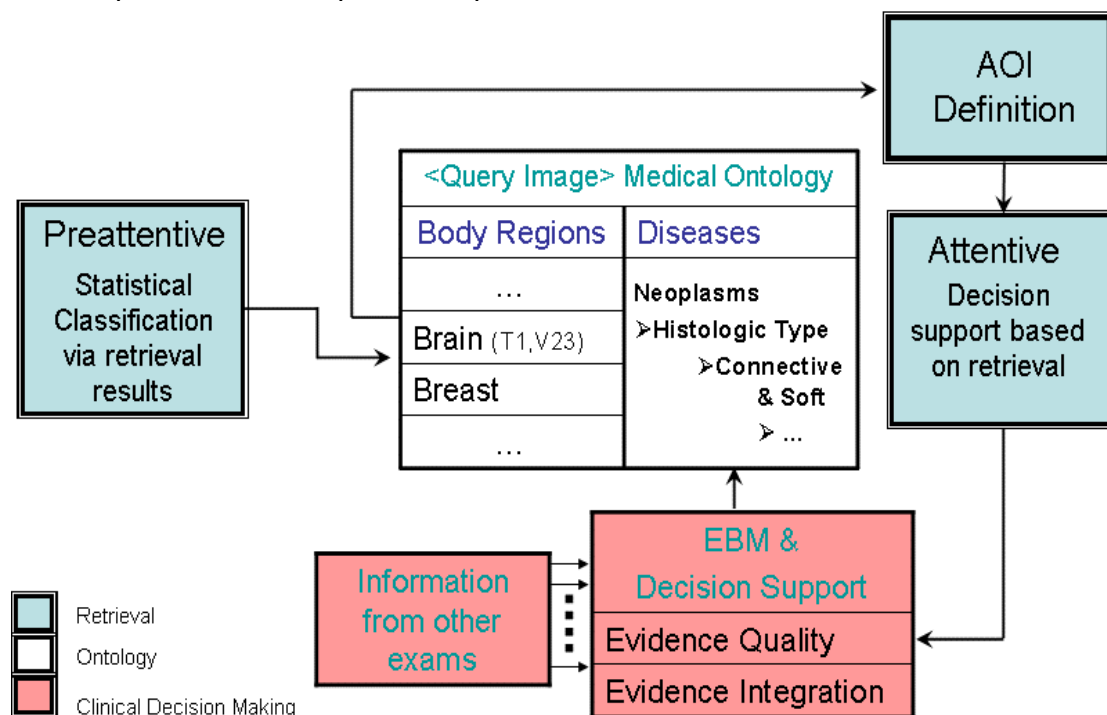 AOI
Definition
<Query Image> Medical Ontology
Body Regions
Diseases
...
Brain (T1,V23)
Breast
...
Neoplasms
➢Histologic Type
➢Connective
& Soft
➢ ...
Preattentive
Statistical
Classification
via retrieval
results
Attentive
Decision
support based
on retrieval
EBM &
Decision Support
Evidence Quality
Evidence Integration
Information
from other
exams
Retrieval
Ontology
Clinical Decision Making